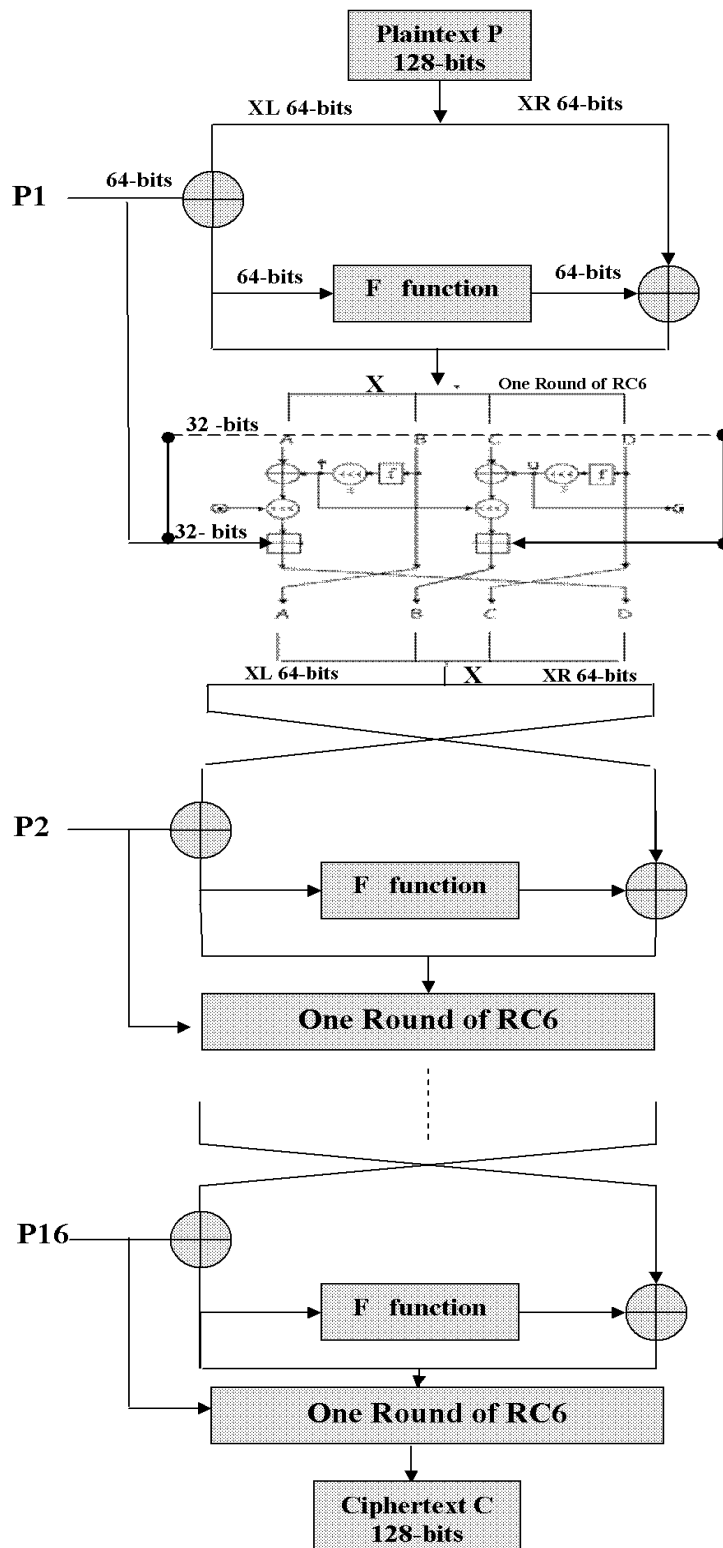 Plaintext P
128-bits
XL 64-bits
XR 64-bits
P1
64-bits
64-bits
F function
64-bits
X
One Round of RC6
32 -bits
A
B
C
D
<<<
f
u
<<<
f
<<<
<<<
32- bits
A
B
C
D
XL 64-bits
X
XR 64-bits
P2
F function
One Round of RC6
P16
F function
One Round of RC6
Ciphertext C
128-bits